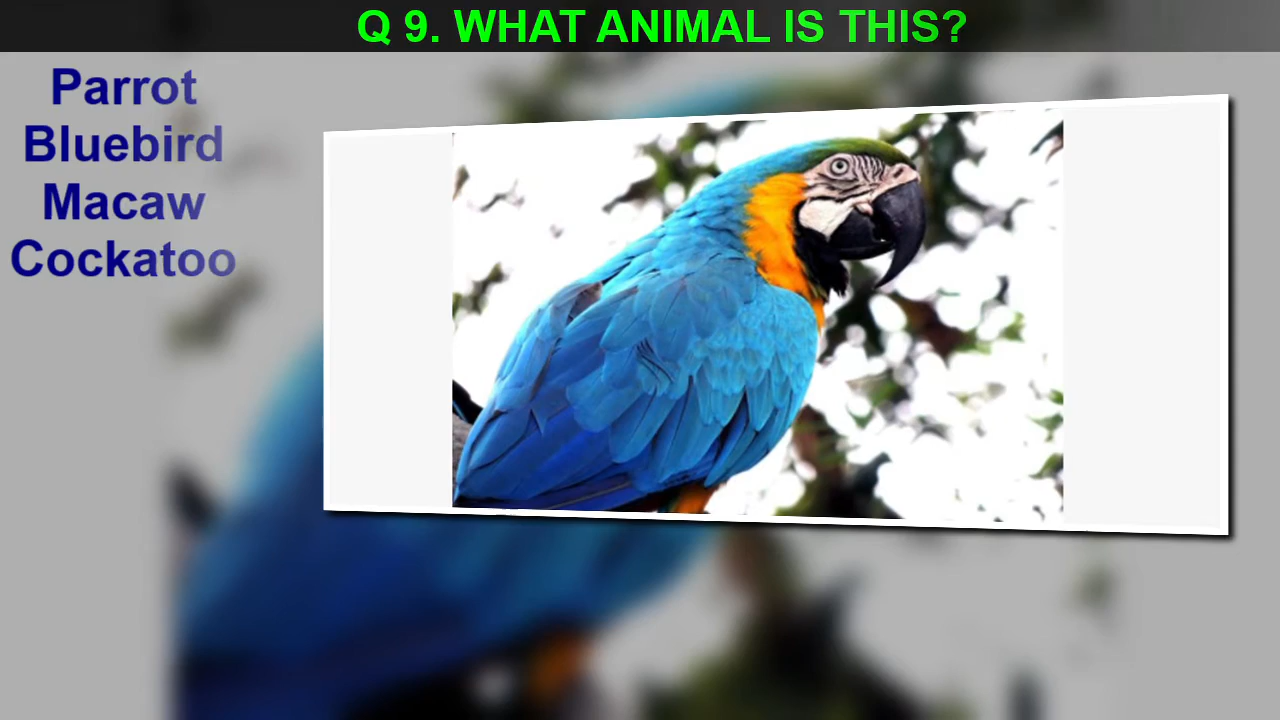 Q 9. WHAT ANIMAL IS THIS?
Parrot
Bluebird
Macaw
Cockatoo